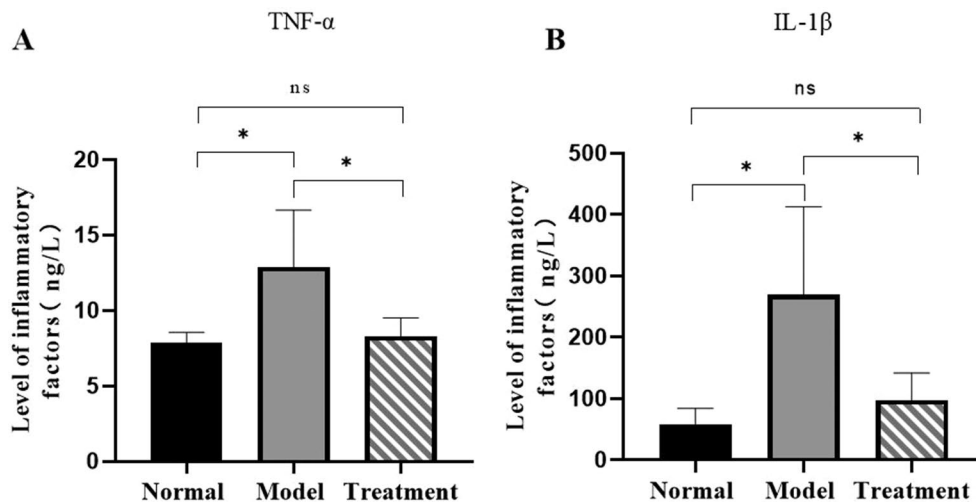 A
TNF-α
ns
*
*
20
15
10
5
0
Level of inflammatory
factors( ng/L)
Normal Model Treatment
B
IL-1β
ns
*
*
500
400
300
200
100
0
Level of inflammatory
factors( ng/L)
Normal Model Treatment